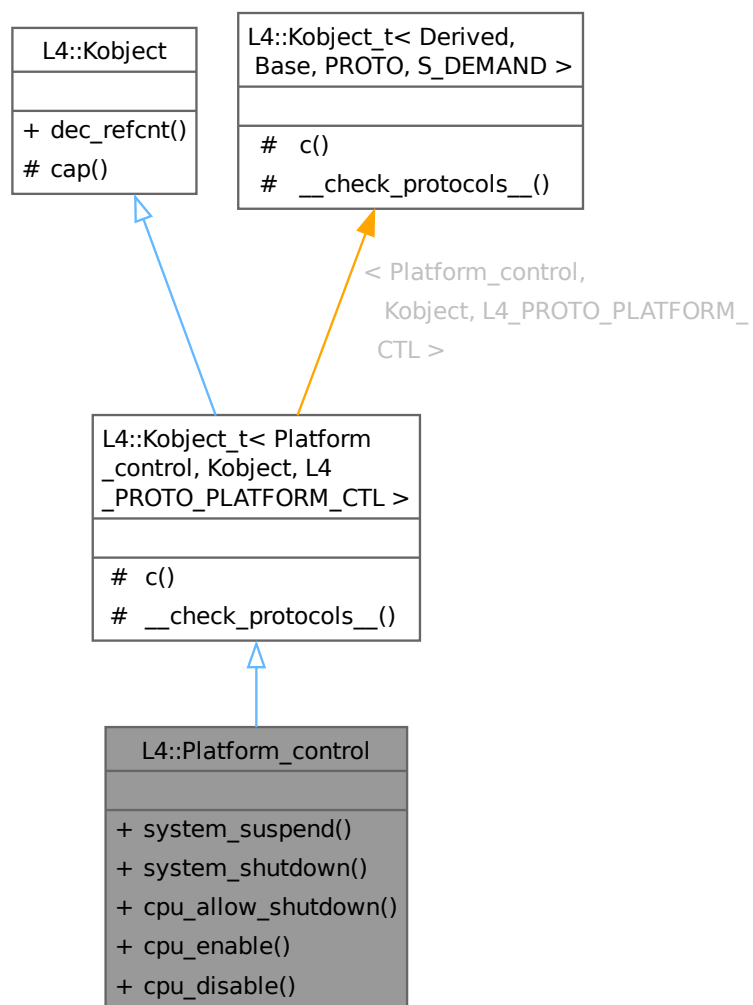 L4::Kobject
+ dec_refcnt()
# cap()
L4::Kobject_t< Derived,
Base, PROTO, S_DEMAND >
# c()
# __check_protocols__()
< Platform_control,
Kobject, L4_PROTO_PLATFORM_
CTL >
L4::Kobject_t< Platform
_control, Kobject, L4
_PROTO_PLATFORM_CTL >
# c()
# __check_protocols__()
L4::Platform_control
+ system_suspend()
+ system_shutdown()
+ cpu_allow_shutdown()
+ cpu_enable()
+ cpu_disable()